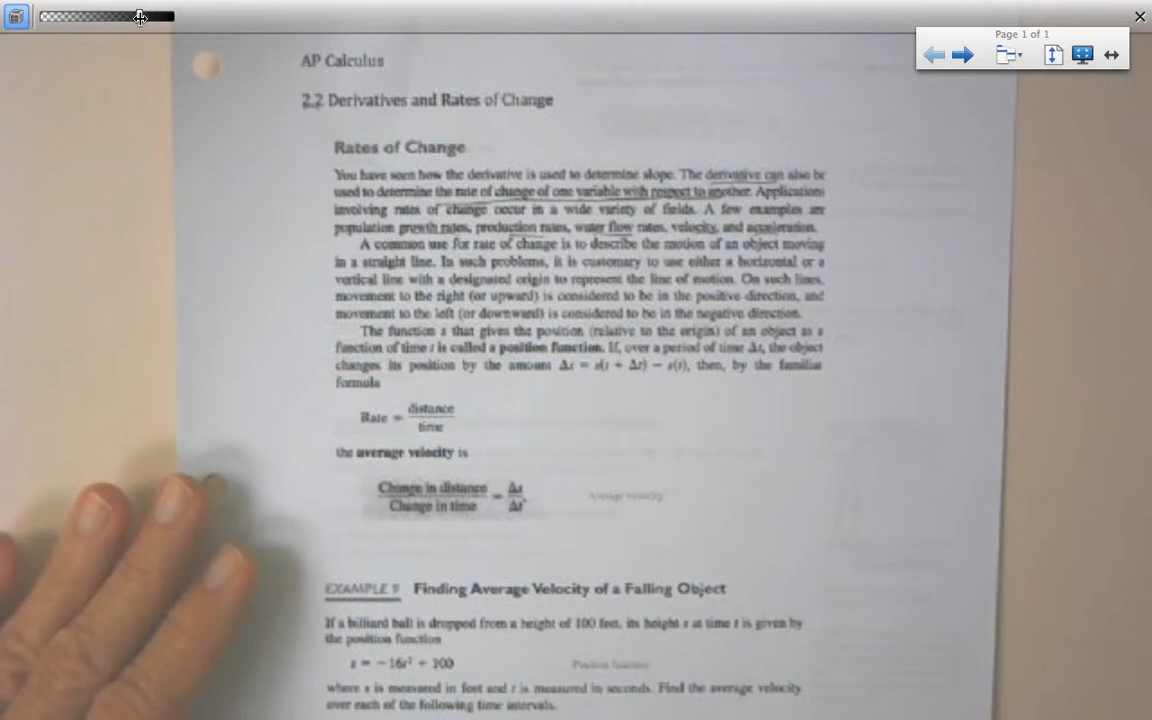 Page 1 of 1
AP Calculus
2.2 Derivatives and Rates of Change
Rates of Change
You have seen how the derivative is used to determine slope. The derivative can also be
used to determine the rate of change of one variable with respect to another. Applications
involving rates of change occur in a wide variety of fields. A few examples are
population growth rates, production rates, water flow rates, velocity, and acceleration.
A common use for rate of change is to describe the motion of an object moving
in a straight line. In such problems, it is customary to use either a horizontal or a
vertical line with a designated origin to represent the line of motion. On such lines,
movement to the right (or upward) is considered to be in the positive direction, and
movement to the left (or downward) is considered to be in the negative direction.
The function s that gives the position (relative to the origin) of an object as a
function of time t is called a position function. If, over a period of time Δt, the object
changes its position by the amount Δs = s(t + Δt) − s(t), then, by the familiar
formula
Rate = distance / time
the average velocity is
Change in distance / Change in time = Δs / Δt.
Average velocity
EXAMPLE 9 Finding Average Velocity of a Falling Object
If a billiard ball is dropped from a height of 100 feet, its height s at time t is given by
the position function
s = −16t² + 100
Position function
where s is measured in feet and t is measured in seconds. Find the average velocity
over each of the following time intervals.